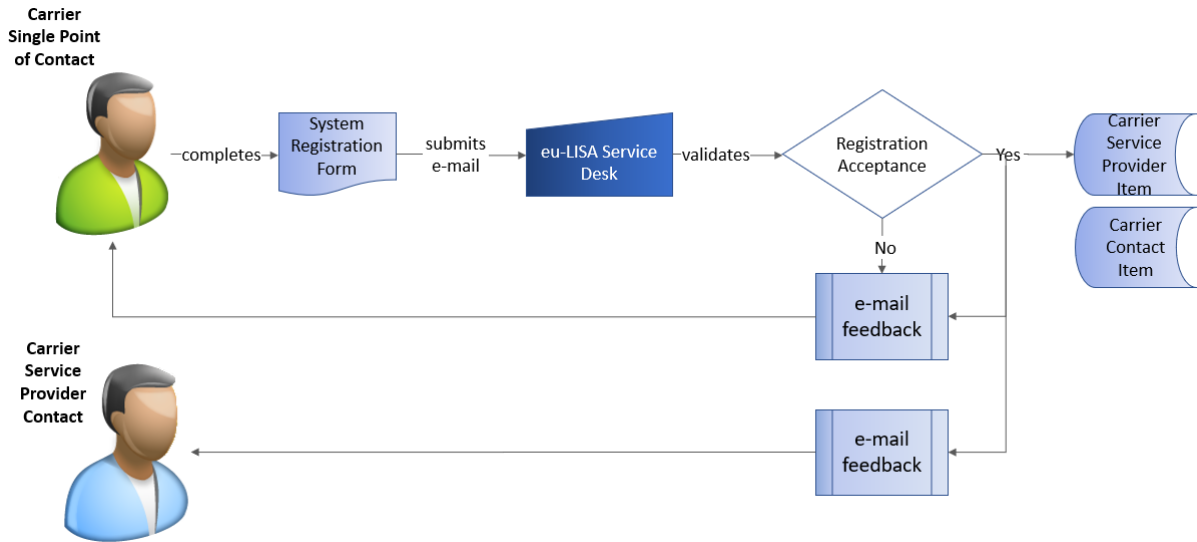 Carrier
Single Point
of Contact
completes
System
Registration
Form
submits
e-mail
eu-LISA Service
Desk
validates
Registration
Acceptance
Yes
Carrier
Service
Provider
Item
No
Carrier
Contact
Item
e-mail
feedback
Carrier
Service
Provider
Contact
e-mail
feedback